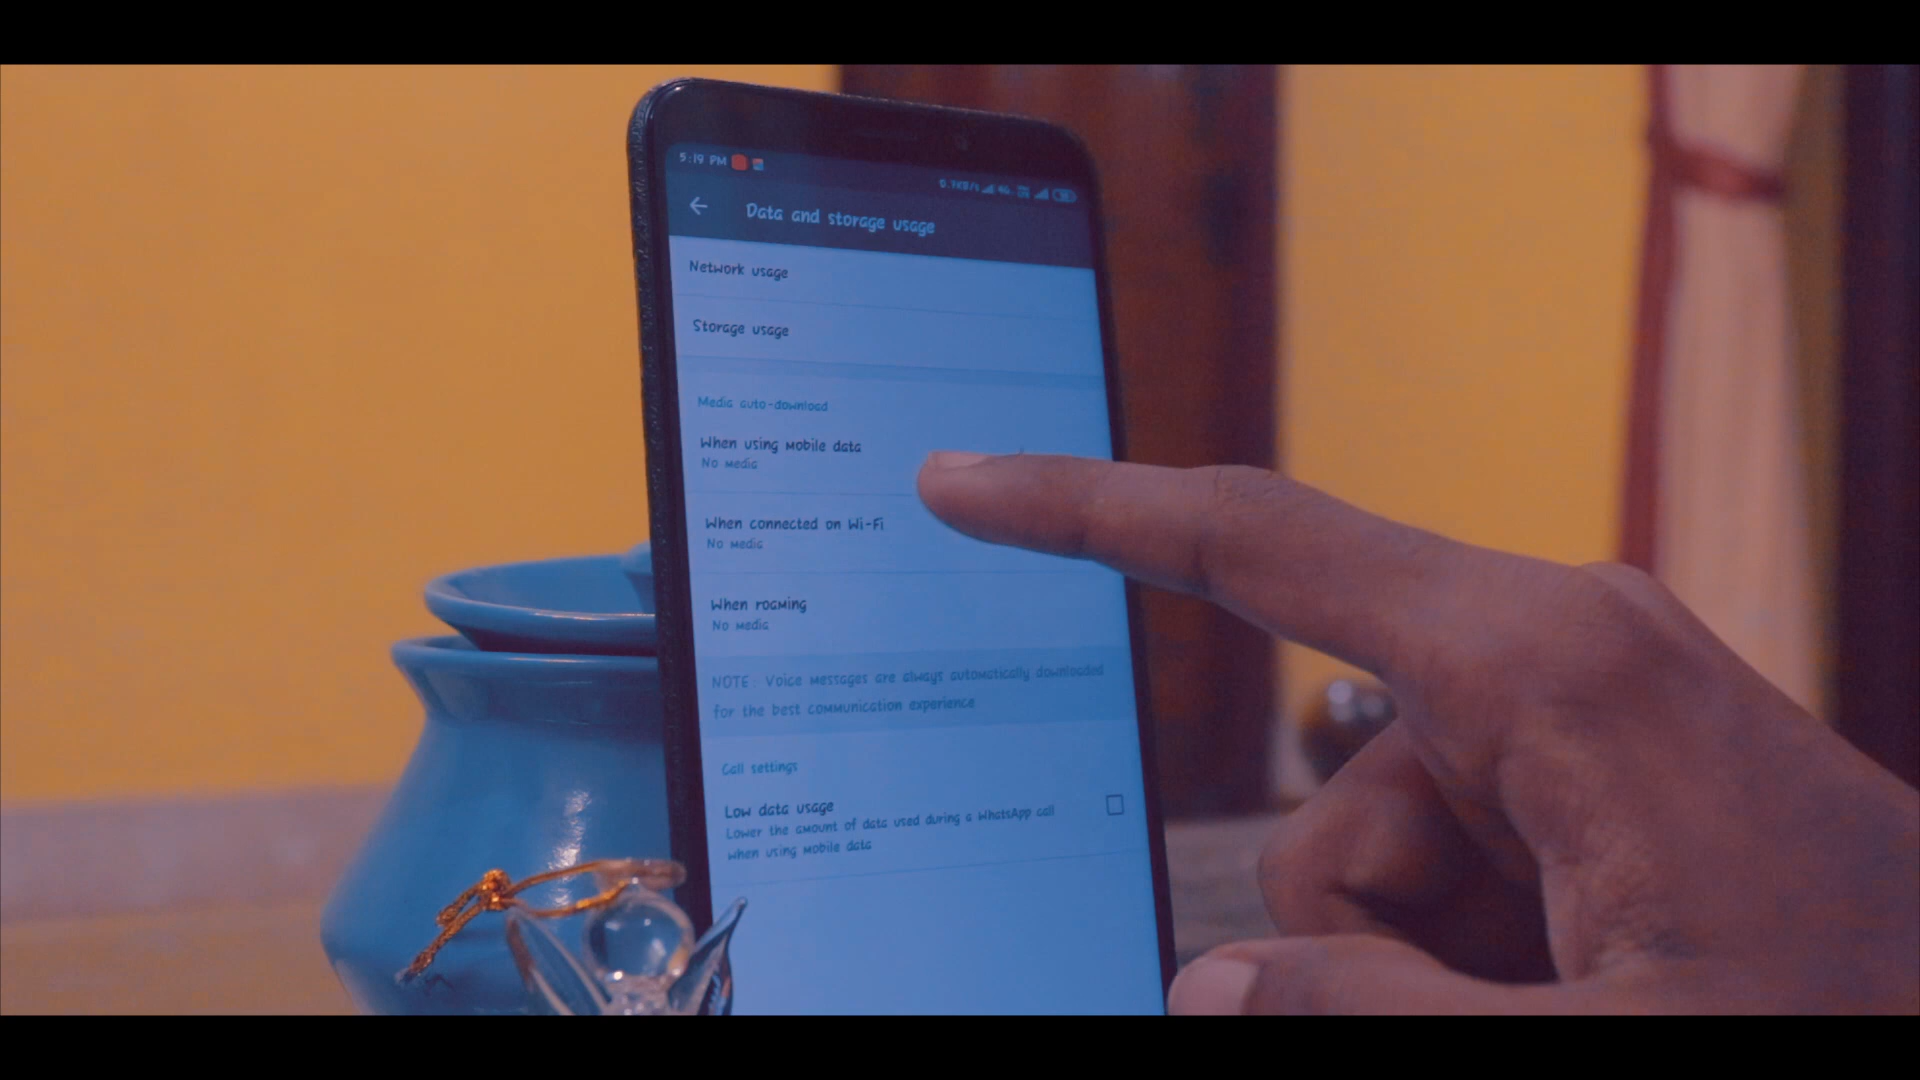 5:19 PM
0.7KB/s 4G
Data and storage usage
Network usage
Storage usage
Media auto-download
When using mobile data
No media
When connected on Wi-Fi
No media
When roaming
No media
NOTE: Voice messages are always automatically downloaded
for the best communication experience
Call settings
Low data usage
Lower the amount of data used during a WhatsApp call
when using mobile data